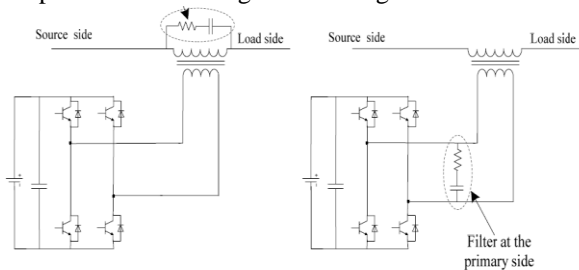 Source side
Load side
Source side
Load side
Filter at the
primary side